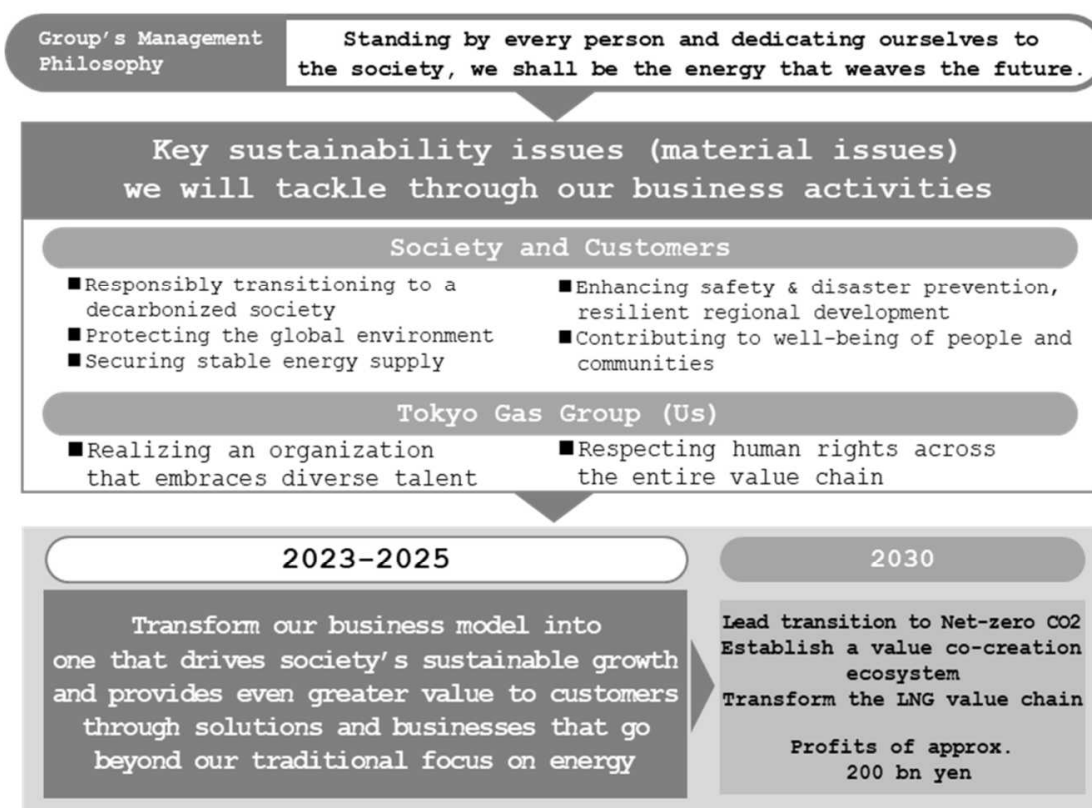 Group's Management
Philosophy
Standing by every person and dedicating ourselves to
the society, we shall be the energy that weaves the future.
Key sustainability issues (material issues)
we will tackle through our business activities
Society and Customers
■Responsibly transitioning to a
decarbonized society
■Protecting the global environment
■Securing stable energy supply
■Enhancing safety & disaster prevention,
resilient regional development
■Contributing to well-being of people and
communities
Tokyo Gas Group (Us)
■Realizing an organization
that embraces diverse talent
■Respecting human rights across
the entire value chain
2023-2025
Transform our business model into
one that drives society's sustainable growth
and provides even greater value to customers
through solutions and businesses that go
beyond our traditional focus on energy
2030
Lead transition to Net-zero CO2
Establish a value co-creation
ecosystem
Transform the LNG value chain
Profits of approx.
200 bn yen